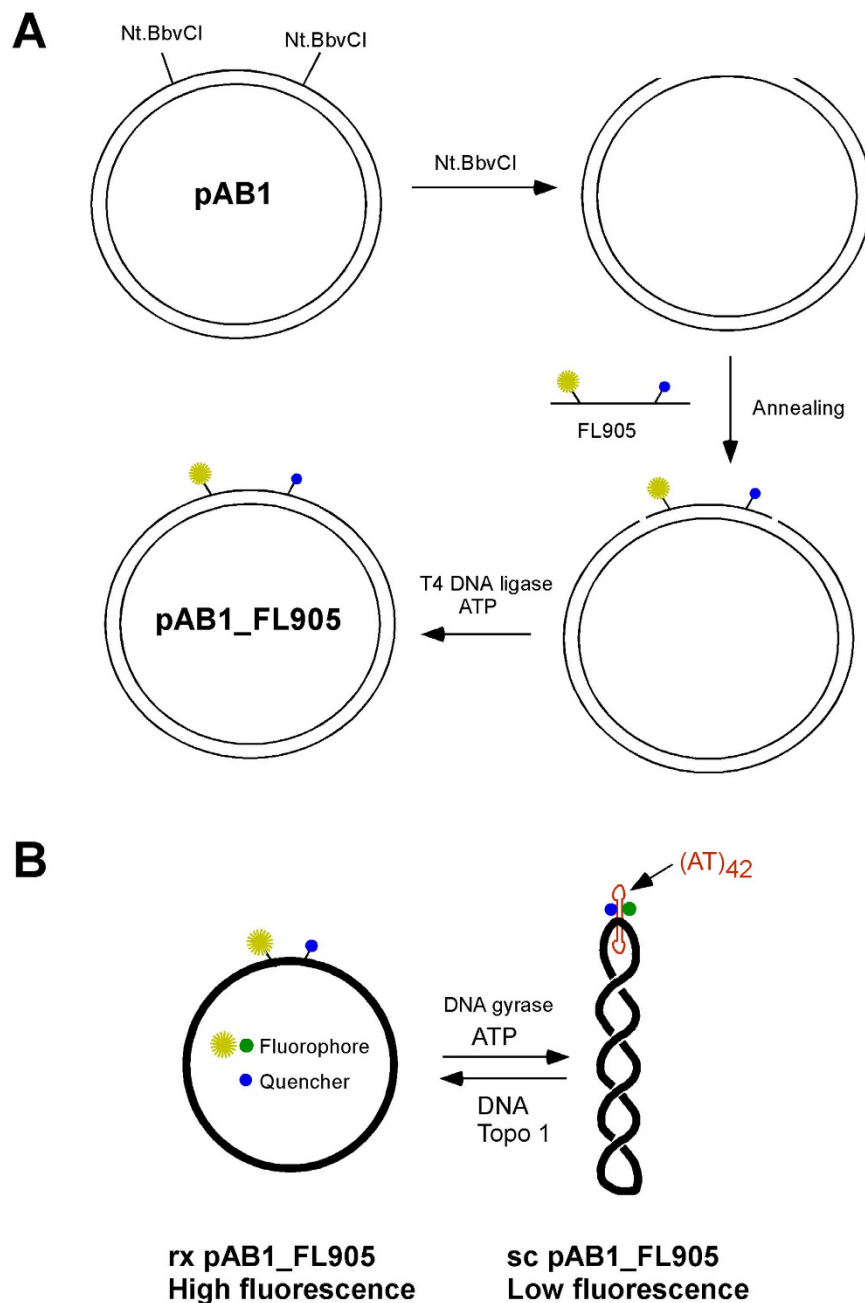 A
Nt.BbvCI
Nt.BbvCI
pAB1
Nt.BbvCI
FL905
Annealing
T4 DNA ligase
ATP
pAB1_FL905
B
(AT)42
DNA gyrase
ATP
Fluorophore
Quencher
DNA
Topo 1
rx pAB1_FL905
High fluorescence
sc pAB1_FL905
Low fluorescence